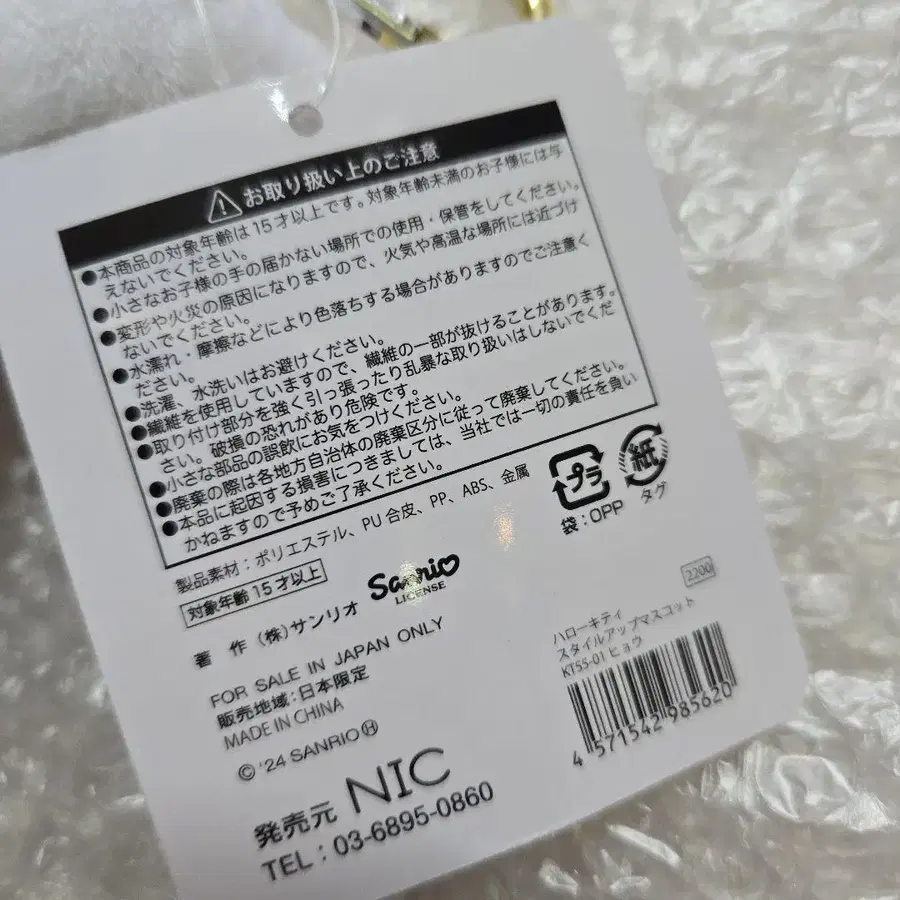 お取り扱い上のご注意
●本商品の対象年齢は15才以上です。対象年齢未満のお子様には与
えないでください。
●小さなお子様の手の届かない場所での使用・保管をしてください。
●変形や火災の原因になりますので、火気や高温な場所には近づけ
ないでください。
●水濡れ・摩擦などにより色落ちする場合がありますのでご注意く
ださい。
●洗濯、水洗いはお避けください。
●繊維を使用していますので、繊維の一部が抜けることがあります。
●取り付け部分を強く引っ張ったり乱暴な取り扱いはしないでくだ
さい。破損の恐れがあり危険です。
●小さな部品の誤飲にお気をつけください。
●廃棄の際は各地方自治体の廃棄区分に従って廃棄してください。
●本品に起因する損害につきましては、当社では一切の責任を負い
かねますので予めご了承ください。
製品素材:ポリエステル、PU合皮、PP、ABS、金属
対象年齢15才以上
プラ
袋:OPP
紙
タグ
著 作 (株)サンリオ
Sanrio
LICENSE
FOR SALE IN JAPAN ONLY
販売地域:日本限定
MADE IN CHINA
© '24 SANRIO Ⓗ
発売元 NIC
TEL:03-6895-0860
2200
ハローキティ
スタイルアップマスコット
KT55-01 ヒョウ
4 571542 985620